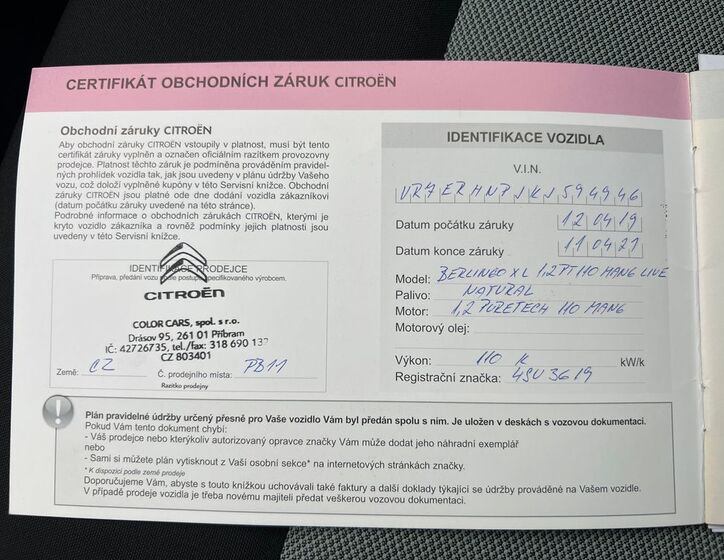 CERTIFIKÁT OBCHODNÍCH ZÁRUK CITROËN
Obchodní záruky CITROËN
Aby obchodní záruky CITROËN vstoupily v platnost, musí být tento
certifikát záruky vyplněn a označen oficiálním razítkem provozovny
prodejce. Platnost těchto záruk je podmíněna prováděním pravidel-
ných prohlídek vozidla tak, jak jsou uvedeny v plánu údržby Vašeho
vozu, což doloží vyplněné kupóny v této Servisní knížce. Obchodní
záruky CITROËN jsou platné ode dne dodání vozidla zákazníkovi
(datum počátku záruky uvedené na této stránce).
Podrobné informace o obchodních zárukách CITROËN, kterými je
kryto vozidlo zákazníka a rovněž podmínky jejich platnosti jsou
uvedeny v této Servisní knížce.
IDENTIFIKACE PRODEJCE
Příprava, předání vozu podle postupu specifikovaného výrobcem.
CITROËN
COLOR CARS, spol. s r.o.
Drásov 95, 261 01 Příbram
IČ: 42726735, tel./fax: 318 690 137
CZ 803401
Země: CZ Č. prodejního místa: PB11
Razítko prodejny
IDENTIFIKACE VOZIDLA
V.I.N.
VR7ERHNPJKJ594946
Datum počátku záruky 12 04 19
Datum konce záruky 11 04 21
Model: BERLINGO XL 1,2 PT 110 MAN6 LIVE
Palivo: NATURAL
Motor: 1,2 PURETECH 110 MAN6
Motorový olej:
Výkon: 110 K kW/k
Registrační značka: 4SU 3619
Plán pravidelné údržby určený přesně pro Vaše vozidlo Vám byl předán spolu s ním. Je uložen v deskách s vozovou dokumentací.
Pokud Vám tento dokument chybí:
- Váš prodejce nebo kterýkoliv autorizovaný opravce značky Vám může dodat jeho náhradní exemplář
nebo
- Sami si můžete plán vytisknout z Vaší osobní sekce* na internetových stránkách značky.
* K dispozici podle země prodeje
Doporučujeme Vám, abyste s touto knížkou uchovávali také faktury a další doklady týkající se údržby prováděné na Vašem vozidle.
V případě prodeje vozidla je třeba novému majiteli předat veškerou vozovou dokumentaci.